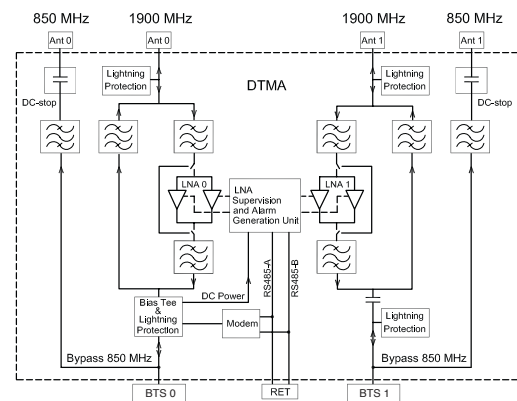 850 MHz
1900 MHz
1900 MHz
850 MHz
Ant 0
Ant 0
Ant 1
Ant 1
Lightning
Protection
DTMA
Lightning
Protection
DC-stop
DC-stop
LNA 0
LNA
Supervision
and Alarm
Generation Unit
LNA 1
DC Power
RS485-A
RS485-B
Bias Tee
&
Lightning
Protection
Modem
Lightning
Protection
Bypass 850 MHz
Bypass 850 MHz
BTS 0
RET
BTS 1